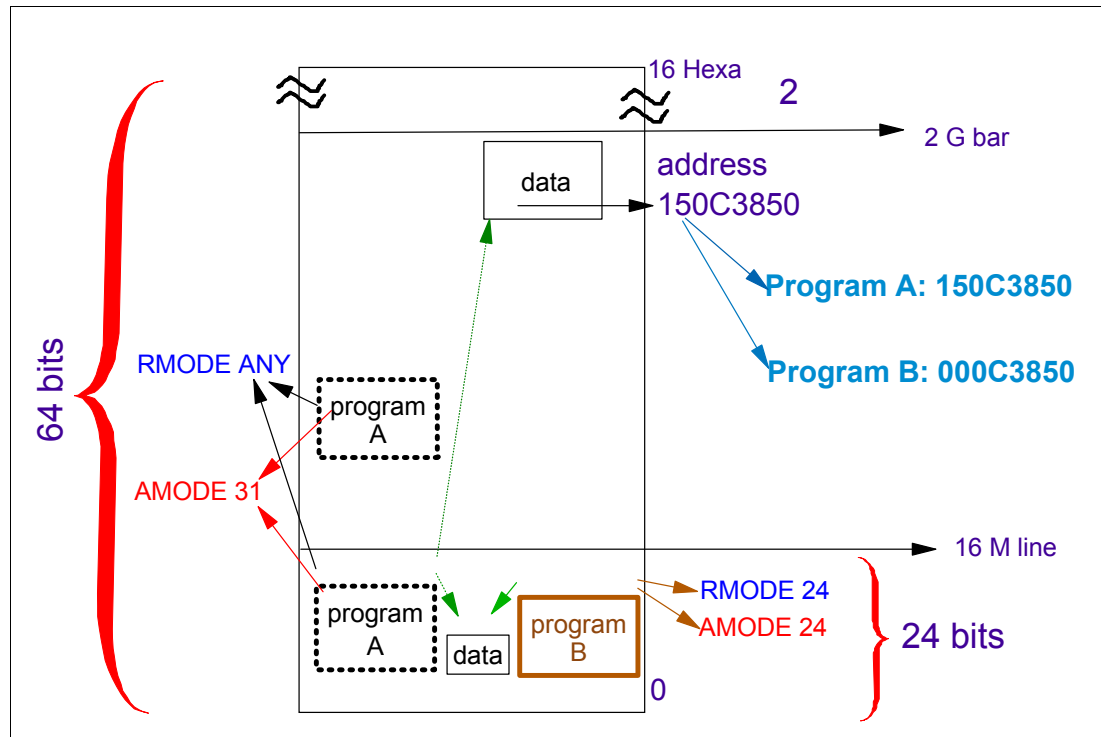 16 Hexa
2
2 G bar
data
address
150C3850
Program A: 150C3850
Program B: 000C3850
64 bits
RMODE ANY
program
A
AMODE 31
16 M line
program
A
data
program
B
RMODE 24
AMODE 24
24 bits
0